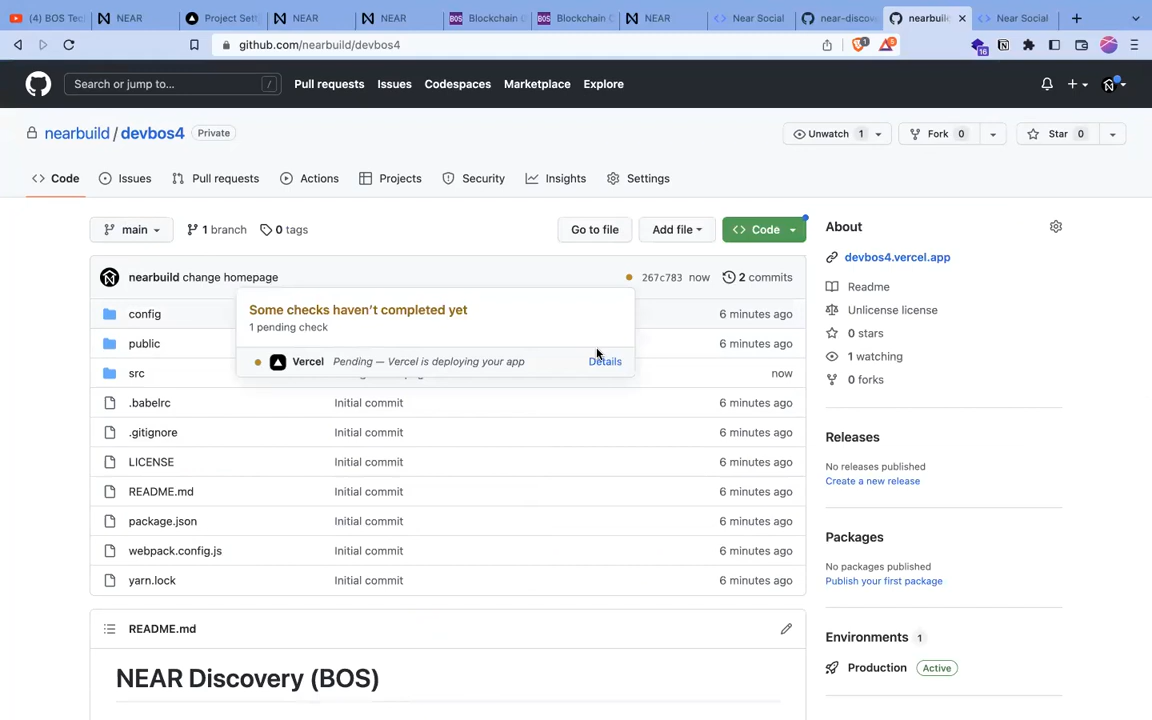 (4) BOS Tec
NEAR
Project Sett
NEAR
NEAR
BOS
Blockchain C
BOS
Blockchain C
NEAR
Near Social
near-discov
nearbuil
Near Social
github.com/nearbuild/devbos4
1
5
16
Search or jump to...
/
Pull requests
Issues
Codespaces
Marketplace
Explore
nearbuild / devbos4
Private
Unwatch 1
Fork 0
Star 0
Code
Issues
Pull requests
Actions
Projects
Security
Insights
Settings
main
1 branch
0 tags
Go to file
Add file
Code
nearbuild change homepage
267c783 now
2 commits
Some checks haven't completed yet
1 pending check
Vercel Pending — Vercel is deploying your app
Details
config
6 minutes ago
public
6 minutes ago
src
now
.babelrc
Initial commit
6 minutes ago
.gitignore
Initial commit
6 minutes ago
LICENSE
Initial commit
6 minutes ago
README.md
Initial commit
6 minutes ago
package.json
Initial commit
6 minutes ago
webpack.config.js
Initial commit
6 minutes ago
yarn.lock
Initial commit
6 minutes ago
README.md
NEAR Discovery (BOS)
About
devbos4.vercel.app
Readme
Unlicense license
0 stars
1 watching
0 forks
Releases
No releases published
Create a new release
Packages
No packages published
Publish your first package
Environments 1
Production
Active